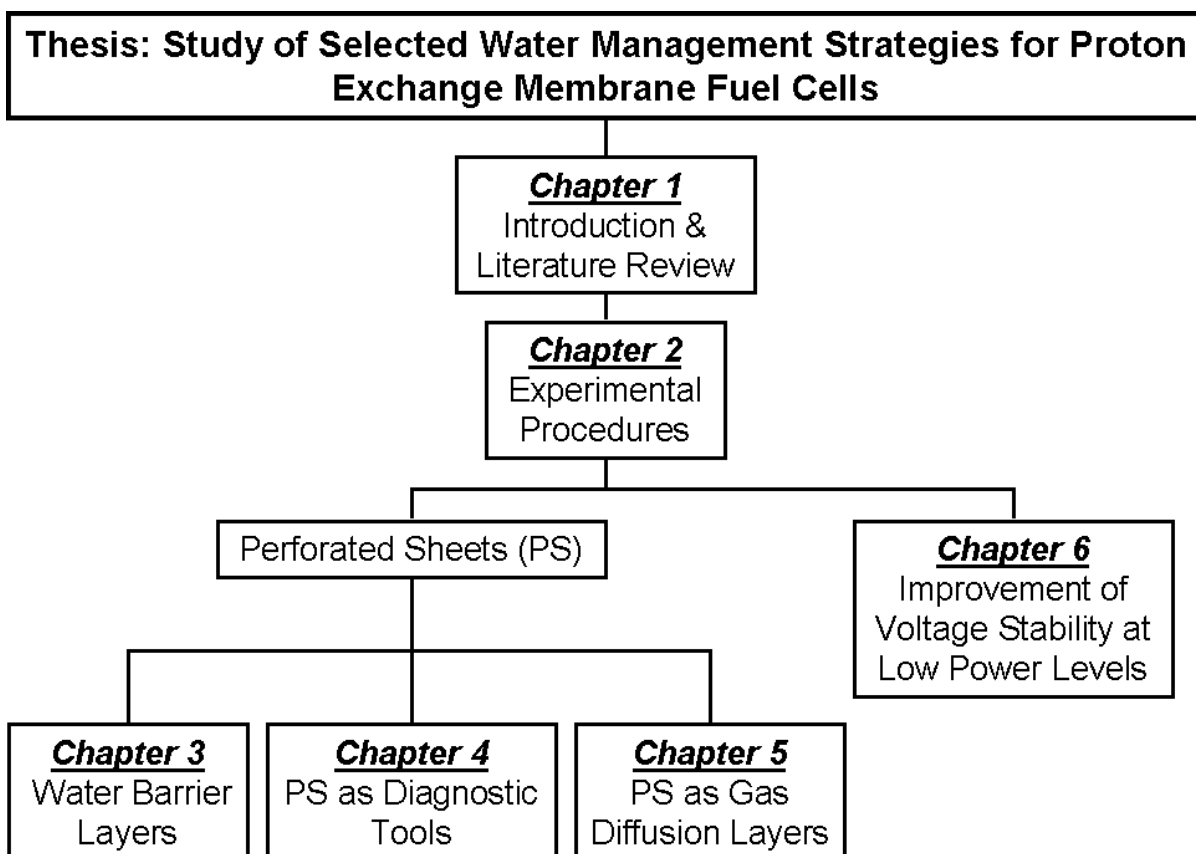 Thesis: Study of Selected Water Management Strategies for Proton
Exchange Membrane Fuel Cells
Chapter 1
Introduction &
Literature Review
Chapter 2
Experimental
Procedures
Perforated Sheets (PS)
Chapter 6
Improvement of
Voltage Stability at
Low Power Levels
Chapter 3
Water Barrier
Layers
Chapter 4
PS as Diagnostic
Tools
Chapter 5
PS as Gas
Diffusion Layers